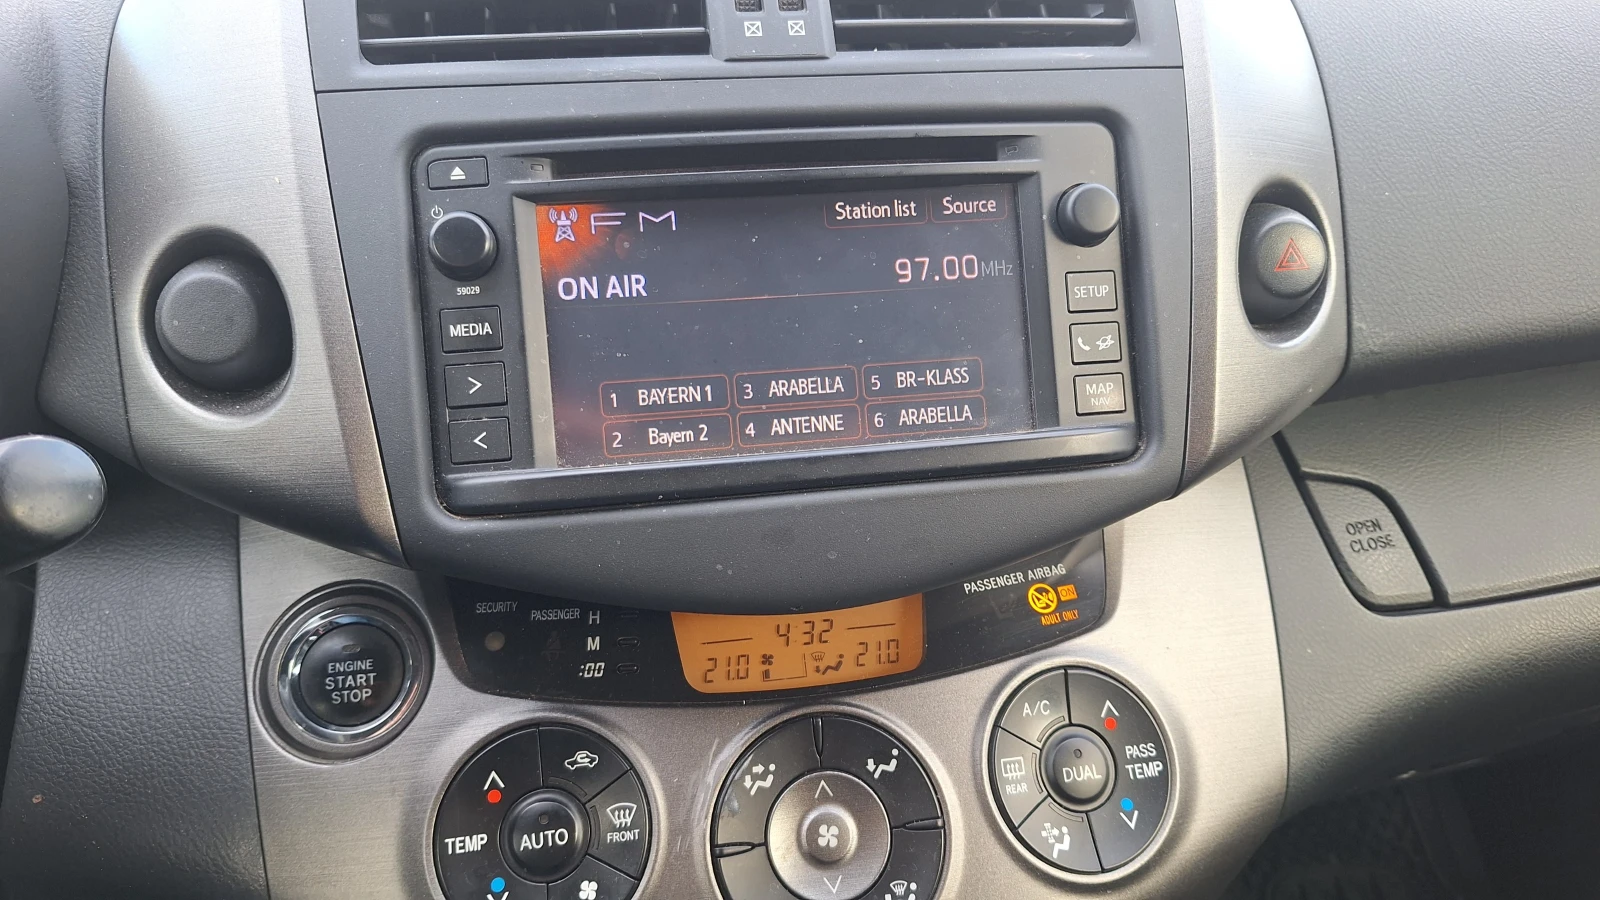 FM
Station list
Source
ON AIR
97.00 MHz
59029
MEDIA
>
<
1 BAYERN 1
3 ARABELLA
5 BR-KLASS
2 Bayern 2
4 ANTENNE
6 ARABELLA
SETUP
MAP
NAV
OPEN
CLOSE
SECURITY
PASSENGER
H
M
:00
4:32
21.0
21.0
PASSENGER AIRBAG
ON
ADULT ONLY
ENGINE
START
STOP
TEMP
AUTO
FRONT
A/C
REAR
DUAL
PASS
TEMP